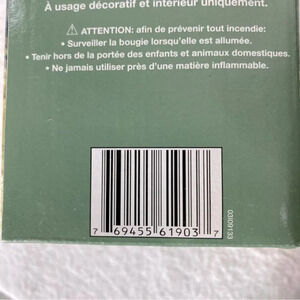 À usage décoratif et intérieur uniquement.
⚠ ATTENTION: afin de prévenir tout incendie:
• Surveiller la bougie lorsqu'elle est allumée.
• Tenir hors de la portée des enfants et animaux domestiques.
• Ne jamais utiliser près d'une matière inflammable.
7 69455 61903 7
03I09133